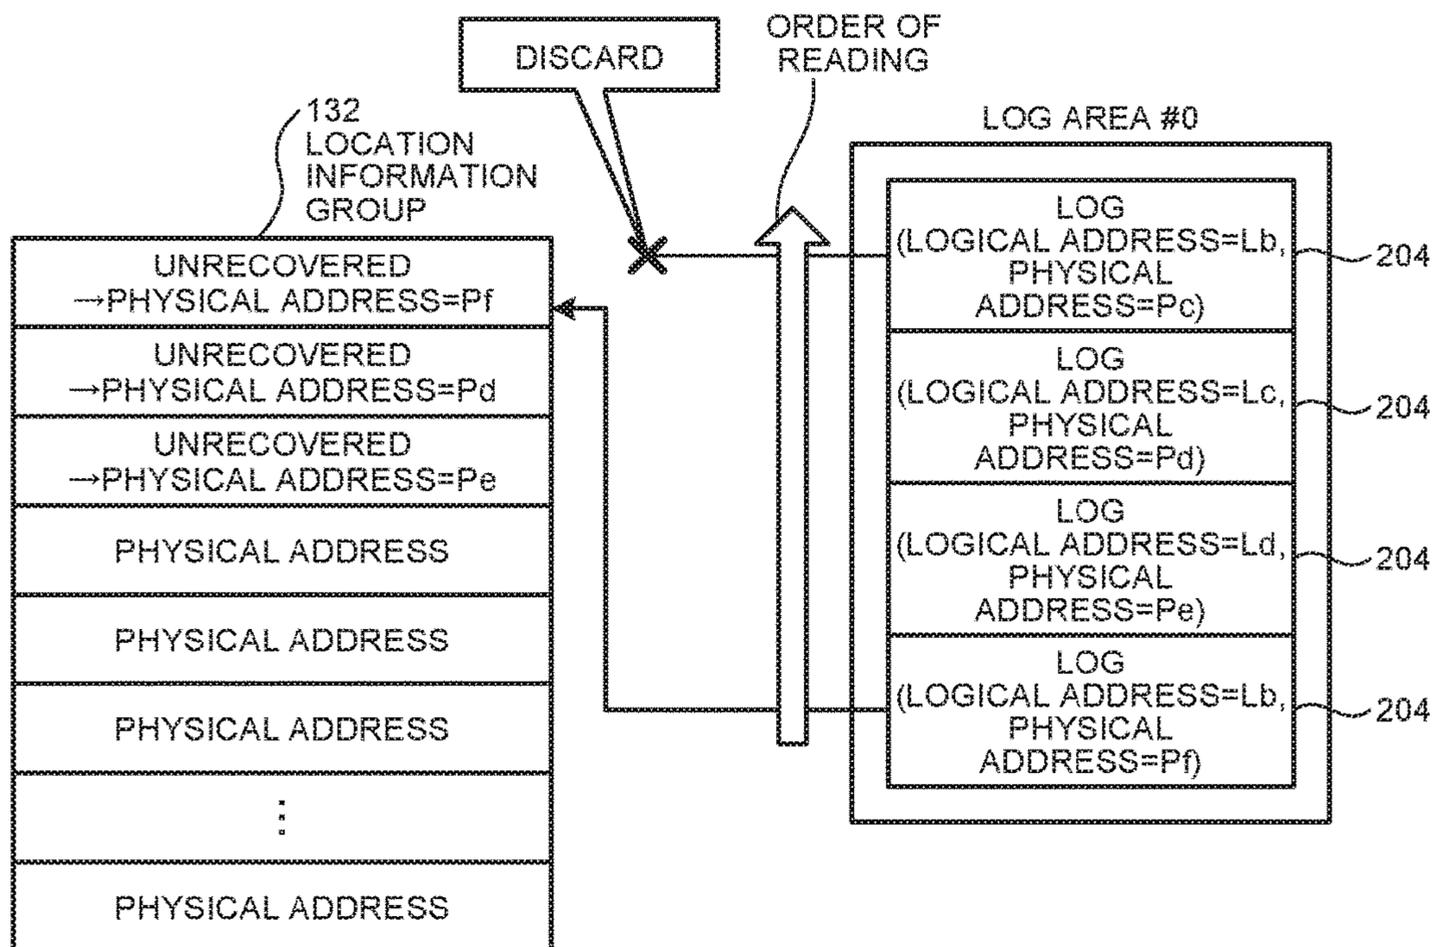 DISCARD
ORDER OF
READING
132
LOCATION
INFORMATION
GROUP
UNRECOVERED
→PHYSICAL ADDRESS=Pf
UNRECOVERED
→PHYSICAL ADDRESS=Pd
UNRECOVERED
→PHYSICAL ADDRESS=Pe
PHYSICAL ADDRESS
PHYSICAL ADDRESS
PHYSICAL ADDRESS
⋮
PHYSICAL ADDRESS
LOG AREA #0
LOG
(LOGICAL ADDRESS=Lb,
PHYSICAL
ADDRESS=Pc)
204
LOG
(LOGICAL ADDRESS=Lc,
PHYSICAL
ADDRESS=Pd)
204
LOG
(LOGICAL ADDRESS=Ld,
PHYSICAL
ADDRESS=Pe)
204
LOG
(LOGICAL ADDRESS=Lb,
PHYSICAL
ADDRESS=Pf)
204